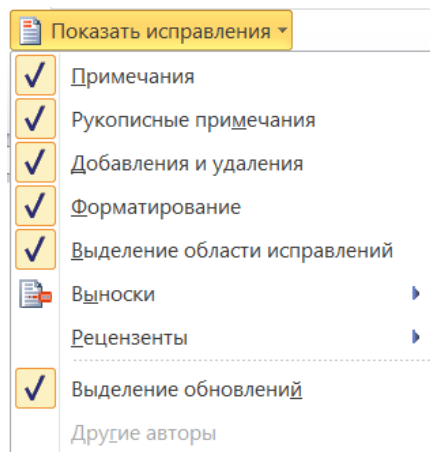 Показать исправления
Примечания
Рукописные примечания
Добавления и удаления
Форматирование
Выделение области исправлений
Выноски
Рецензенты
Выделение обновлений
Другие авторы